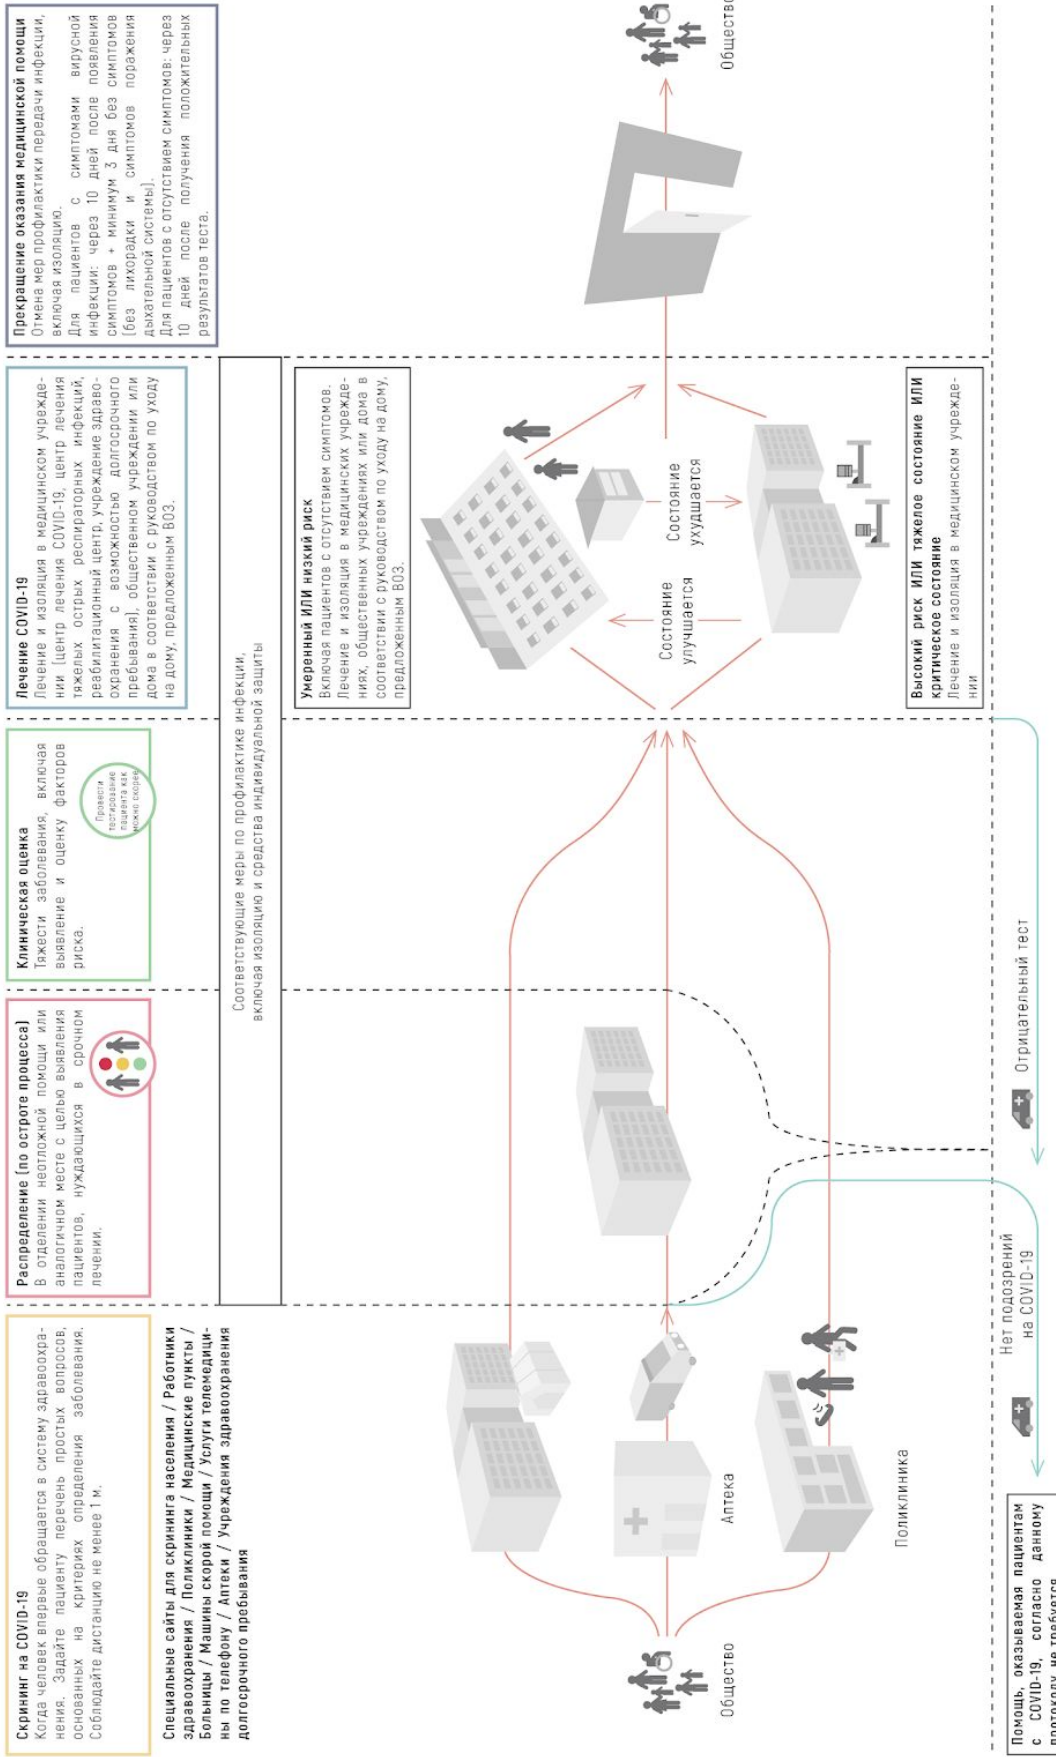 Скрининг на COVID-19
Когда человек впервые обращается в систему здравоохра-
нения. Задайте пациенту перечень простых вопросов,
основанных на критериях определения заболевания.
Соблюдайте дистанцию не менее 1 м.
Распределение (по остроте процесса)
В отделении неотложной помощи или
аналогичном месте с целью выявления
пациентов, нуждающихся в срочном
лечении.
Клиническая оценка
Тяжести заболевания, включая
выявление и оценку факторов
риска.
Провести
тестирование
пациента как
можно скорее
Лечение COVID-19
Лечение и изоляция в медицинском учрежде-
нии (центр лечения COVID-19, центр лечения
тяжелых острых респираторных инфекций,
реабилитационный центр, учреждение здраво-
охранения с возможностью долгосрочного
пребывания), общественном учреждении или
дома в соответствии с руководством по уходу
на дому, предложенным ВОЗ.
Прекращение оказания медицинской помощи
Отмена мер профилактики передачи инфекции,
включая изоляцию.
Для пациентов с симптомами вирусной
инфекции: через 10 дней после появления
симптомов + минимум 3 дня без симптомов
(без лихорадки и симптомов поражения
дыхательной системы).
Для пациентов с отсутствием симптомов: через
10 дней после получения положительных
результатов теста.
Специальные сайты для скрининга населения / Работники
здравоохранения / Поликлиники / Медицинские пункты /
Больницы / Машины скорой помощи / Услуги телемедици-
ны по телефону / Аптеки / Учреждения здравоохранения
долгосрочного пребывания
Соответствующие меры по профилактике инфекции,
включая изоляцию и средства индивидуальной защиты
Умеренный ИЛИ низкий риск
Включая пациентов с отсутствием симптомов.
Лечение и изоляция в медицинских учрежде-
ниях, общественных учреждениях или дома в
соответствии с руководством по уходу на дому,
предложенным ВОЗ.
Общество
Аптека
Поликлиника
Состояние
улучшается
Состояние
ухудшается
Общество
Высокий риск ИЛИ тяжелое состояние ИЛИ
критическое состояние
Лечение и изоляция в медицинском учрежде-
нии
Нет подозрений
на COVID-19
Отрицательный тест
Помощь, оказываемая пациентам
с COVID-19, согласно данному
протоколу не требуется